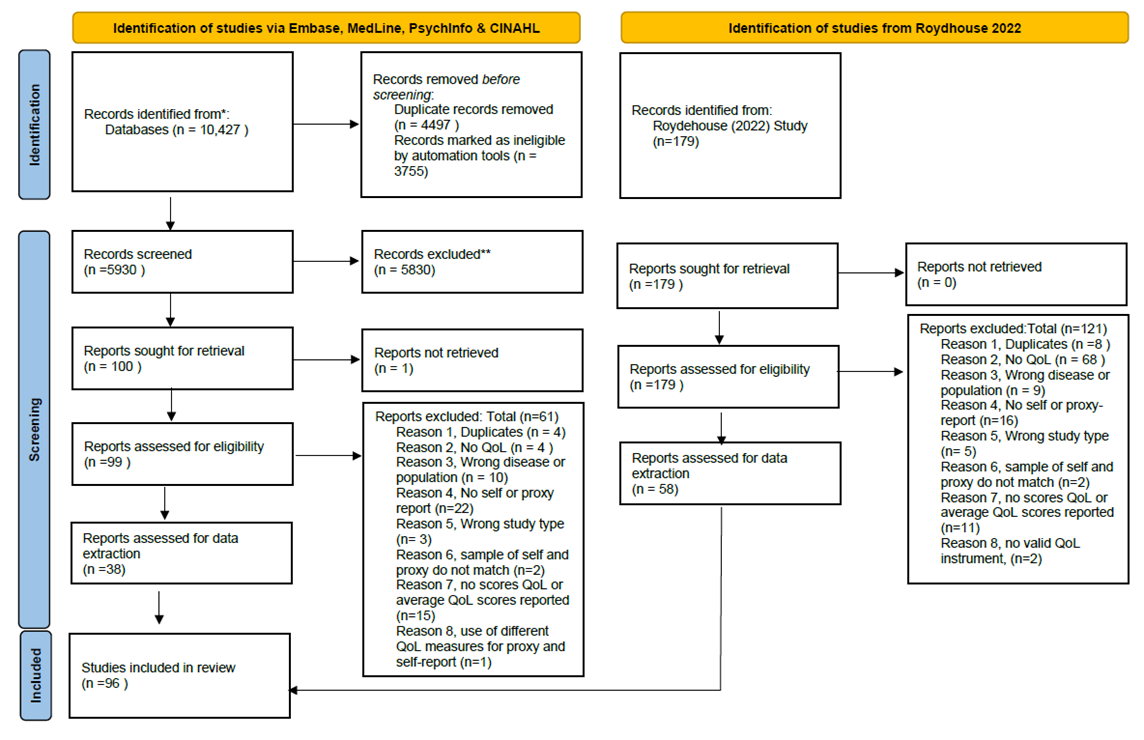 Identification of studies via Embase, MedLine, PsychInfo & CINAHL
Identification of studies from Roydhouse 2022
Identification
Records identified from*:
Databases (n = 10,427 )
Records removed before
screening:
Duplicate records removed
(n = 4497 )
Records marked as ineligible
by automation tools (n =
3755)
Records identified from:
Roydehouse (2022) Study
(n=179)
Screening
Records screened
(n =5930 )
Records excluded**
(n = 5830)
Reports sought for retrieval
(n = 100 )
Reports not retrieved
(n = 1)
Reports assessed for eligibility
(n =99 )
Reports excluded: Total (n=61)
Reason 1, Duplicates (n = 4)
Reason 2, No QoL (n = 4 )
Reason 3, Wrong disease or
population (n = 10)
Reason 4, No self or proxy
report (n=22)
Reason 5, Wrong study type
(n = 3)
Reason 6, sample of self and
proxy do not match (n=2)
Reason 7, no scores QoL or
average QoL scores reported
(n=15)
Reason 8, use of different
QoL measures for proxy and
self-report (n=1)
Reports assessed for data
extraction
(n =38)
Reports sought for retrieval
(n =179 )
Reports not retrieved
(n = 0)
Reports assessed for eligibility
(n =179 )
Reports excluded:Total (n=121)
Reason 1, Duplicates (n =8 )
Reason 2, No QoL (n = 68 )
Reason 3, Wrong disease or
population (n = 9)
Reason 4, No self or proxy-
report (n=16)
Reason 5, Wrong study type
(n= 5)
Reason 6, sample of self and
proxy do not match (n=2)
Reason 7, no scores QoL or
average QoL scores reported
(n=11)
Reason 8, no valid QoL
instrument, (n=2)
Reports assessed for data
extraction
(n = 58)
Included
Studies included in review
(n =96 )